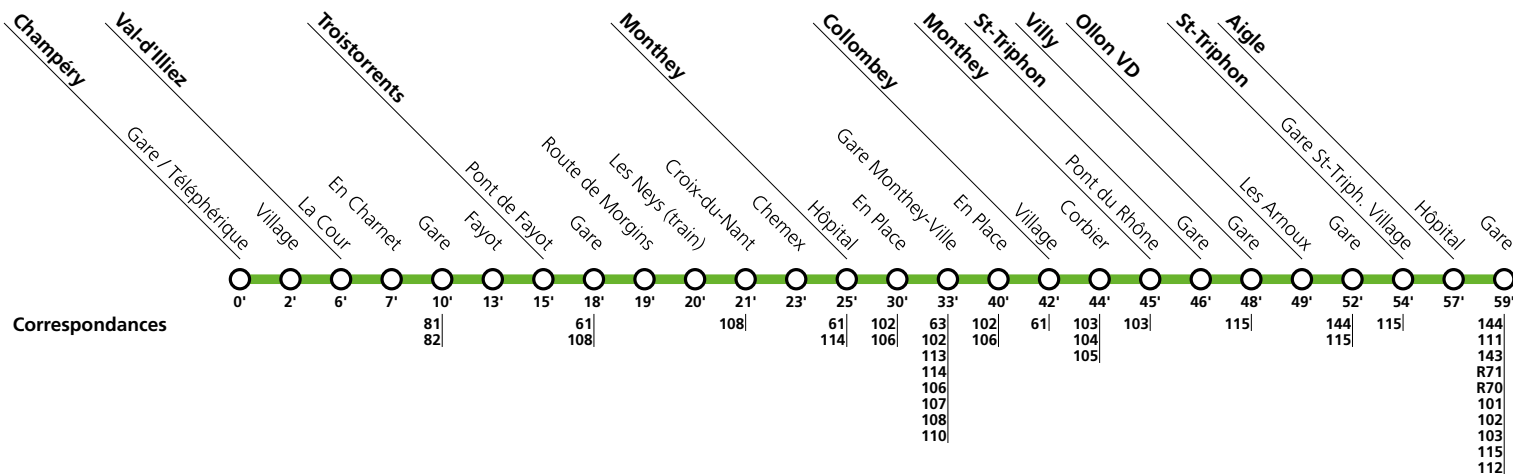 Champéry
Val-d'Illiez
Troistorrents
Monthey
Collombey
Monthey
St-Triphon
Villy
Ollon VD
St-Triphon
Aigle
Gare / Téléphérique
Village
La Cour
En Charnet
Gare
Fayot
Pont de Fayot
Gare
Route de Morgins
Les Neys (train)
Croix-du-Nant
Chemex
Hôpital
En Place
Gare Monthey-Ville
En Place
Village
Corbier
Pont du Rhône
Gare
Gare
Les Arnoux
Gare
Gare St-Triph. Village
Hôpital
Gare
0' 2' 6' 7' 10' 13' 15' 18' 19' 20' 21' 23' 25' 30' 33' 40' 42' 44' 45' 46' 48' 49' 52' 54' 57' 59'
Correspondances
81
82
61
108
108
61
114
102
106
63
102
113
114
106
107
108
110
102
106
61
103
104
105
103
115
144
115
115
144
111
143
R71
R70
101
102
103
115
112